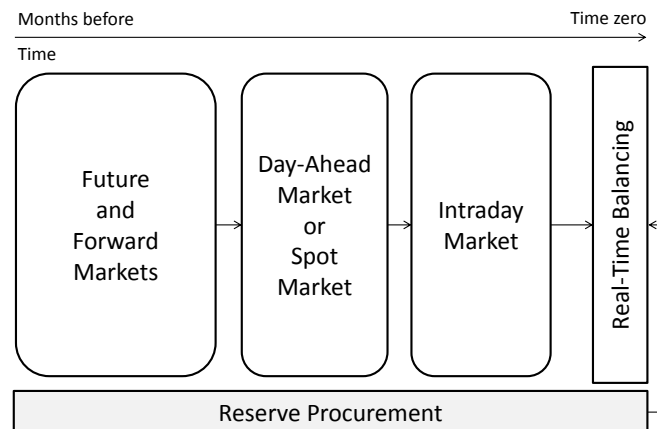 Months before
Time zero
Time
Future
and
Forward
Markets
Day-Ahead
Market
or
Spot
Market
Intraday
Market
Real-Time Balancing
Reserve Procurement